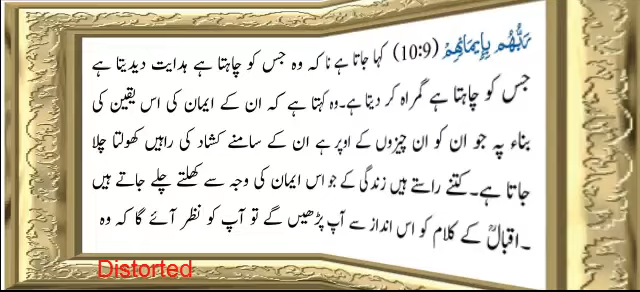 رَبُّهُمْ بِإِيمَانِهِمْ (10:9) کہا جاتا ہے نا کہ وہ جس کو چاہتا ہے ہدایت دیدیتا ہے
جس کو چاہتا ہے گمراہ کر دیتا ہے۔ وہ کہتا ہے کہ ان کے ایمان کی اس یقین کی
بناء پہ جو ان کو ان چیزوں کے اوپر ہے ان کے سامنے کشاد کی راہیں کھولتا چلا
جاتا ہے۔ کتنے راستے ہیں زندگی کے جو اس ایمان کی وجہ سے کھلتے چلے جاتے ہیں
۔ اقبالؒ کے کلام کو اس انداز سے آپ پڑھیں گے تو آپ کو نظر آئے گا کہ وہ
Distorted